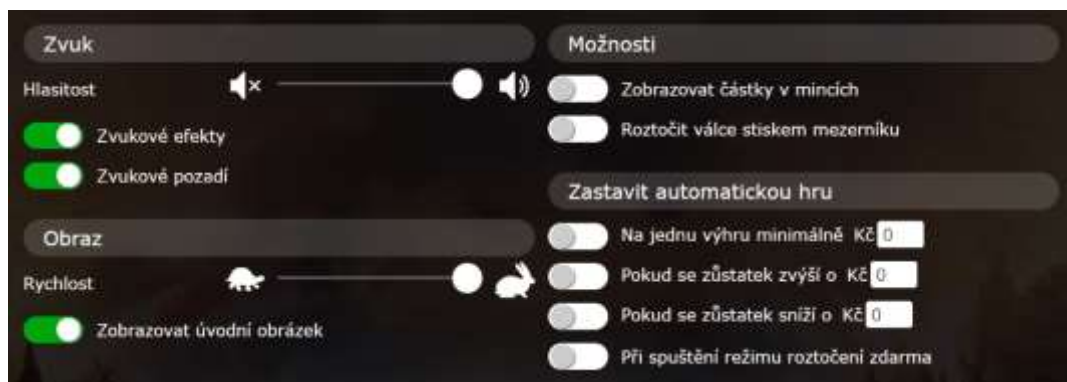 Zvuk
Hlasitost
Zvukové efekty
Zvukové pozadí
Obraz
Rychlost
Zobrazovat úvodní obrázek
Možnosti
Zobrazovat částky v mincích
Roztočit válce stiskem mezerníku
Zastavit automatickou hru
Na jednu výhru minimálně Kč 0
Pokud se zůstatek zvýší o Kč 0
Pokud se zůstatek sníží o Kč 0
Při spuštění režimu roztočení zdarma